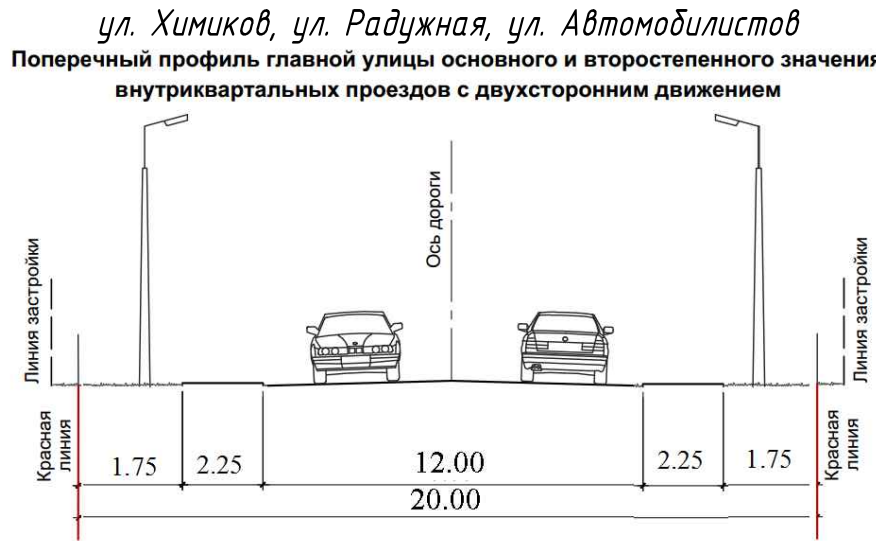 ул. Химиков, ул. Радужная, ул. Автомобилистов
Поперечный профиль главной улицы основного и второстепенного значения
внутриквартальных проездов с двухсторонним движением
Линия застройки
Ось дороги
Линия застройки
Красная
линия
1.75
2.25
12.00
2.25
1.75
Красная
линия
20.00